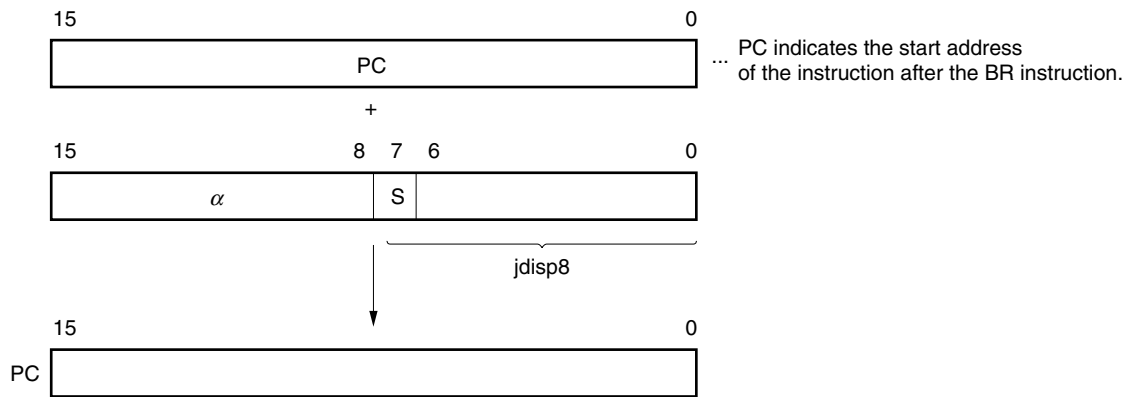 15 0
PC
... PC indicates the start address
of the instruction after the BR instruction.
+
15 8 7 6 0
α S
jdisp8
15 0
PC